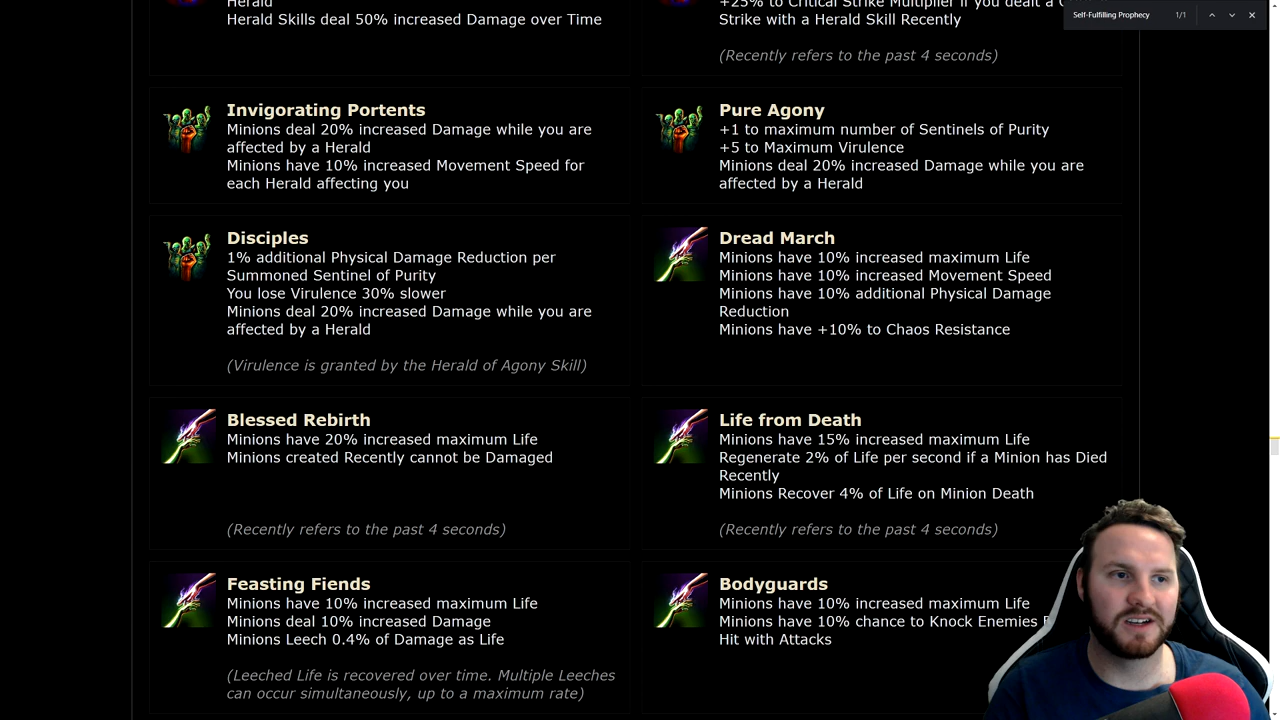 Herald
Herald Skills deal 50% increased Damage over Time
+25% to Critical Strike Multiplier if you dealt a
Strike with a Herald Skill Recently
(Recently refers to the past 4 seconds)
Self-Fulfilling Prophecy
1/1
Invigorating Portents
Minions deal 20% increased Damage while you are
affected by a Herald
Minions have 10% increased Movement Speed for
each Herald affecting you
Pure Agony
+1 to maximum number of Sentinels of Purity
+5 to Maximum Virulence
Minions deal 20% increased Damage while you are
affected by a Herald
Disciples
1% additional Physical Damage Reduction per
Summoned Sentinel of Purity
You lose Virulence 30% slower
Minions deal 20% increased Damage while you are
affected by a Herald
(Virulence is granted by the Herald of Agony Skill)
Dread March
Minions have 10% increased maximum Life
Minions have 10% increased Movement Speed
Minions have 10% additional Physical Damage
Reduction
Minions have +10% to Chaos Resistance
Blessed Rebirth
Minions have 20% increased maximum Life
Minions created Recently cannot be Damaged
(Recently refers to the past 4 seconds)
Life from Death
Minions have 15% increased maximum Life
Regenerate 2% of Life per second if a Minion has Died
Recently
Minions Recover 4% of Life on Minion Death
(Recently refers to the past 4 seconds)
Feasting Fiends
Minions have 10% increased maximum Life
Minions deal 10% increased Damage
Minions Leech 0.4% of Damage as Life
(Leeched Life is recovered over time. Multiple Leeches
can occur simultaneously, up to a maximum rate)
Bodyguards
Minions have 10% increased maximum Life
Minions have 10% chance to Knock Enemies
Hit with Attacks